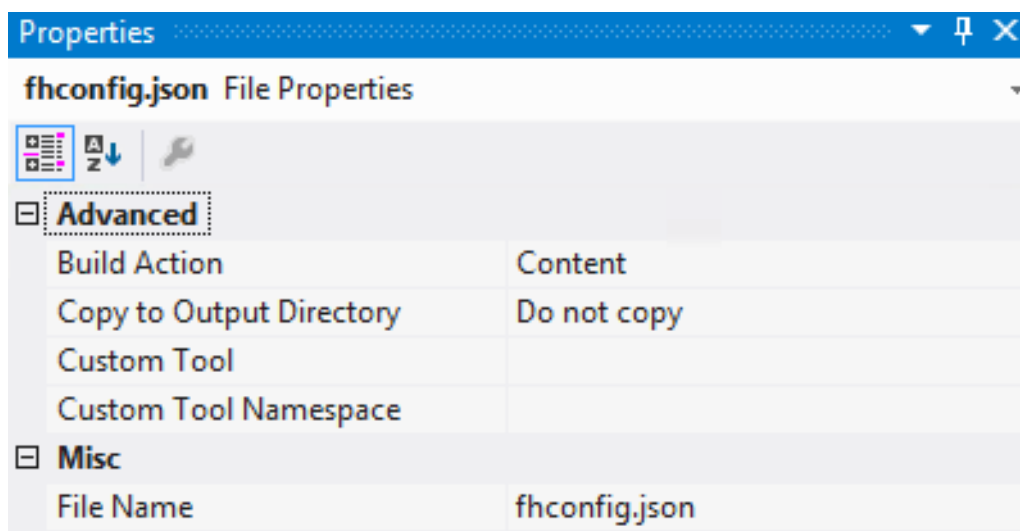 Properties
fhconfig.json File Properties
Advanced
Build Action Content
Copy to Output Directory Do not copy
Custom Tool
Custom Tool Namespace
Misc
File Name fhconfig.json